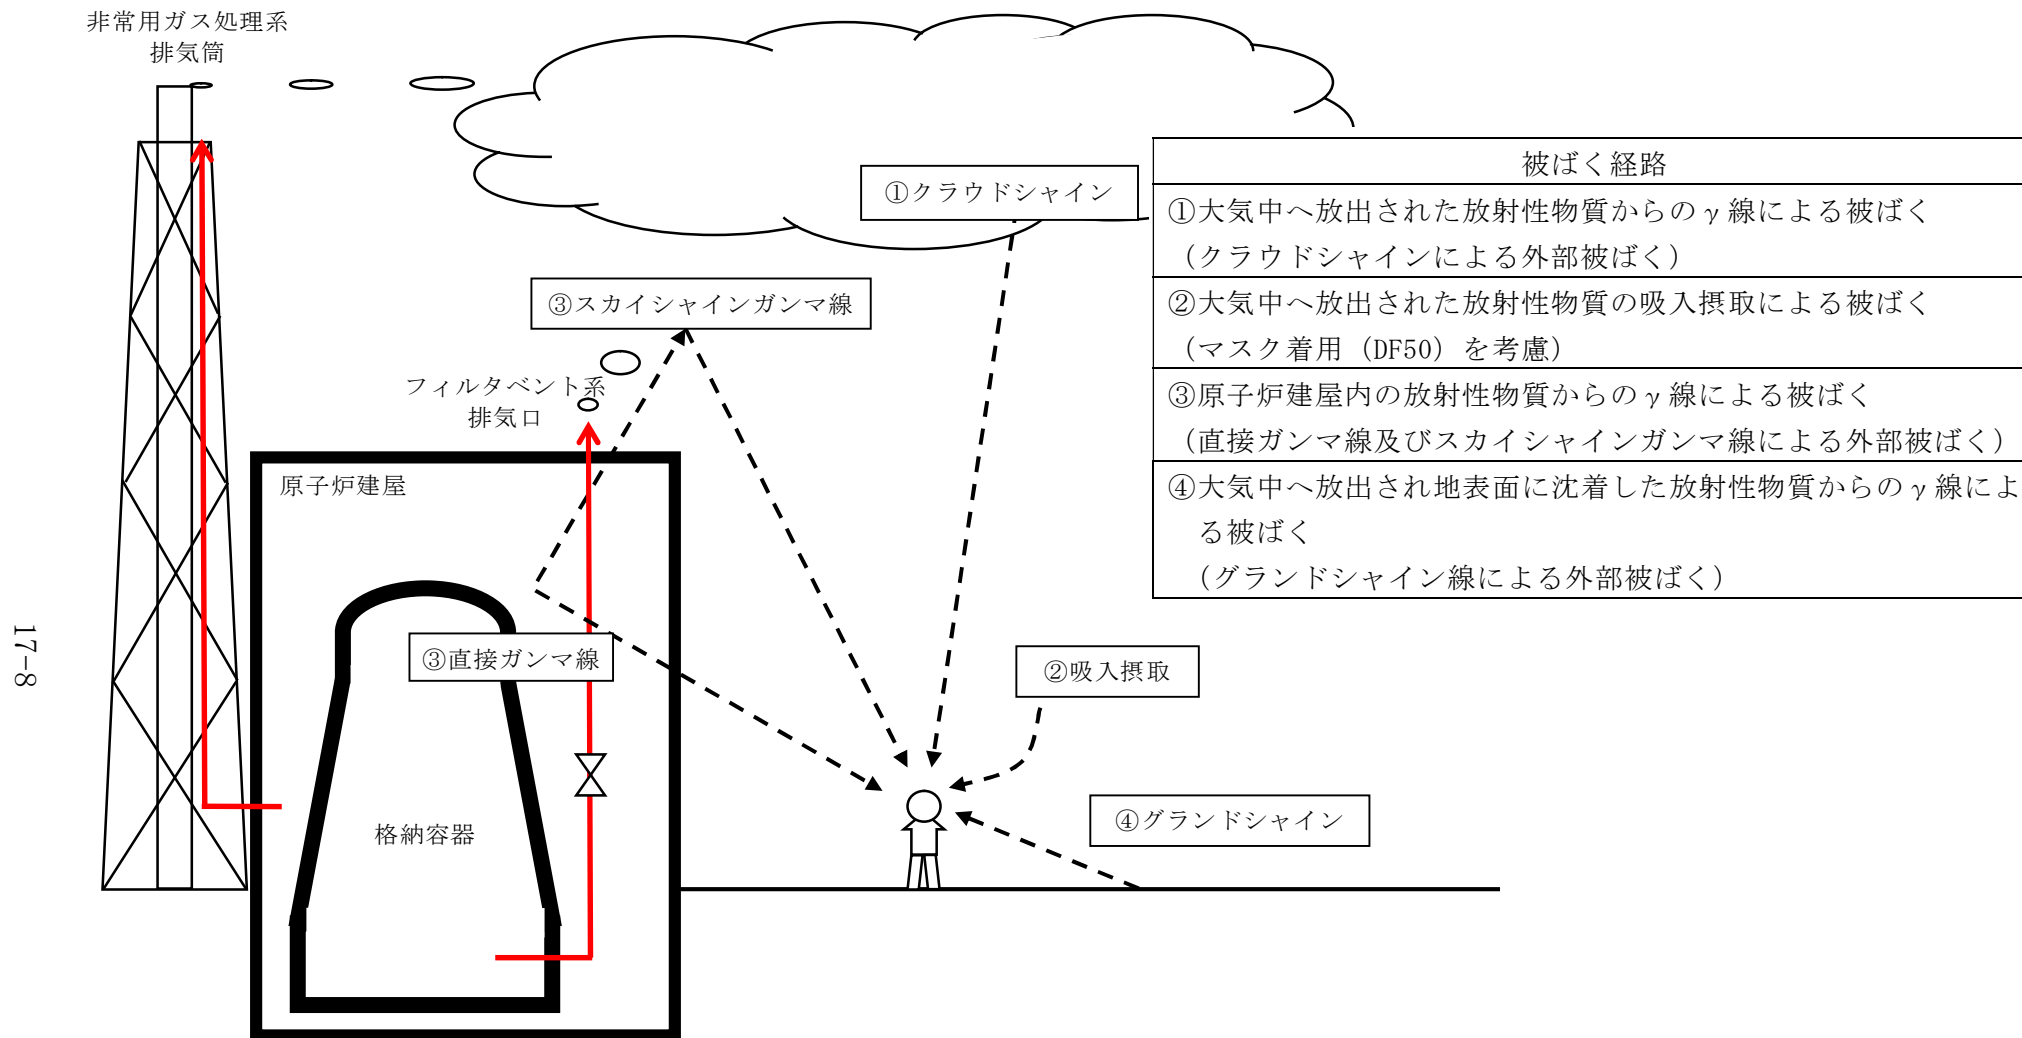 非常用ガス処理系
排気筒
①クラウドシャイン
③スカイシャインガンマ線
フィルタベント系
排気口
原子炉建屋
③直接ガンマ線
②吸入摂取
④グランドシャイン
格納容器
被ばく経路
①大気中へ放出された放射性物質からのγ線による被ばく
（クラウドシャインによる外部被ばく）
②大気中へ放出された放射性物質の吸入摂取による被ばく
（マスク着用（DF50）を考慮）
③原子炉建屋内の放射性物質からのγ線による被ばく
（直接ガンマ線及びスカイシャインガンマ線による外部被ばく）
④大気中へ放出され地表面に沈着した放射性物質からのγ線によ
る被ばく
（グランドシャイン線による外部被ばく）
17-8